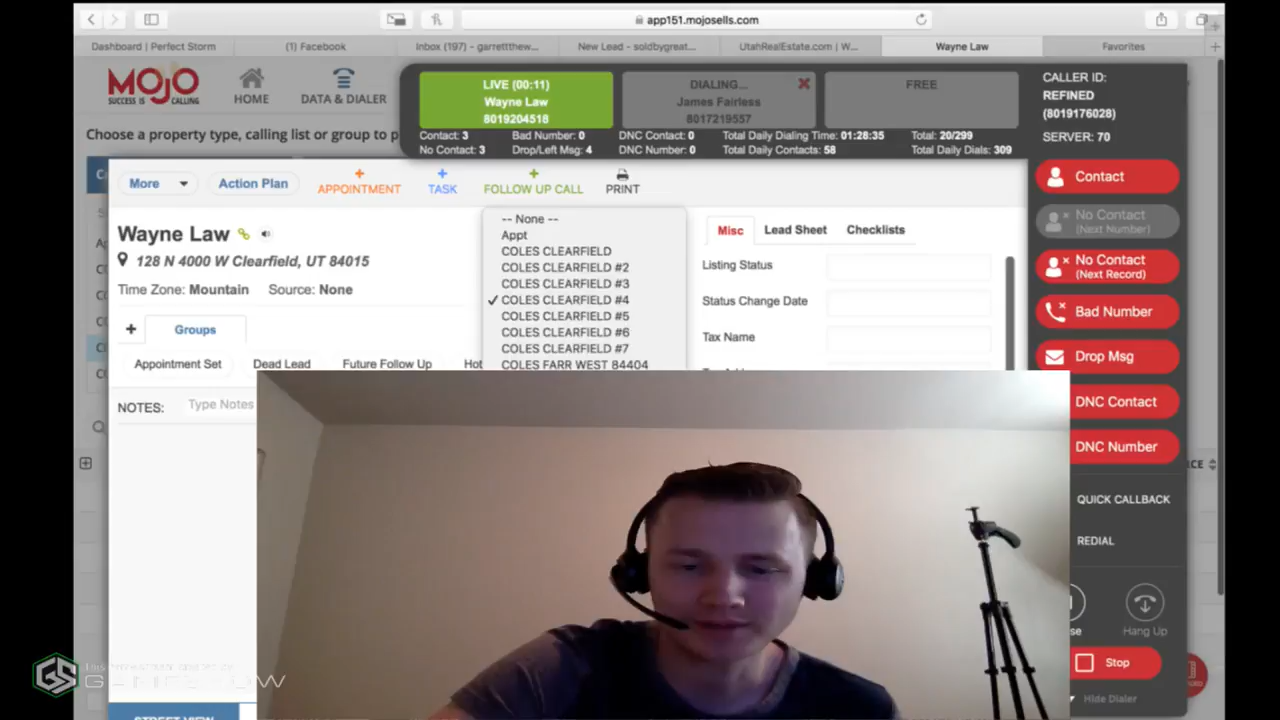 app151.mojosells.com
Dashboard | Perfect Storm
(1) Facebook
Inbox (197) - garrettthew...
New Lead - soldbygreat...
UtahRealEstate.com | W...
Wayne Law
Favorites
MOJO
SUCCESS IS CALLING
HOME
DATA & DIALER
LIVE (00:11)
Wayne Law
8019204518
DIALING...
James Fairless
8017219557
FREE
CALLER ID:
REFINED
(8019176028)
SERVER: 70
Contact: 3
Bad Number: 0
DNC Contact: 0
Total Daily Dialing Time: 01:28:35
Total: 20/299
No Contact: 3
Drop/Left Msg: 4
DNC Number: 0
Total Daily Contacts: 58
Total Daily Dials: 309
Choose a property type, calling list or group to p
More
Action Plan
APPOINTMENT
TASK
FOLLOW UP CALL
PRINT
Wayne Law
128 N 4000 W Clearfield, UT 84015
Time Zone: Mountain
Source: None
Groups
Appointment Set
Dead Lead
Future Follow Up
Hot
NOTES:
Type Notes
-- None --
Appt
COLES CLEARFIELD
COLES CLEARFIELD #2
COLES CLEARFIELD #3
COLES CLEARFIELD #4
COLES CLEARFIELD #5
COLES CLEARFIELD #6
COLES CLEARFIELD #7
COLES FARR WEST 84404
Misc
Lead Sheet
Checklists
Listing Status
Status Change Date
Tax Name
Contact
No Contact
(Next Number)
No Contact
(Next Record)
Bad Number
Drop Msg
DNC Contact
DNC Number
QUICK CALLBACK
REDIAL
Hang Up
Stop
Hide Dialer
STREET VIEW